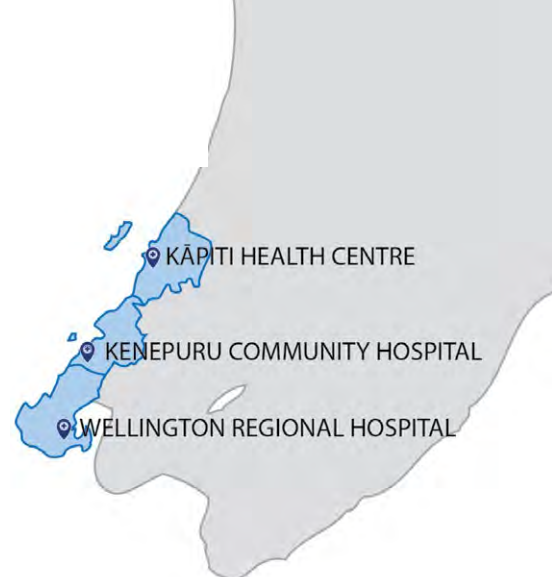 KĀPITI HEALTH CENTRE
KENEPURU COMMUNITY HOSPITAL
WELLINGTON REGIONAL HOSPITAL